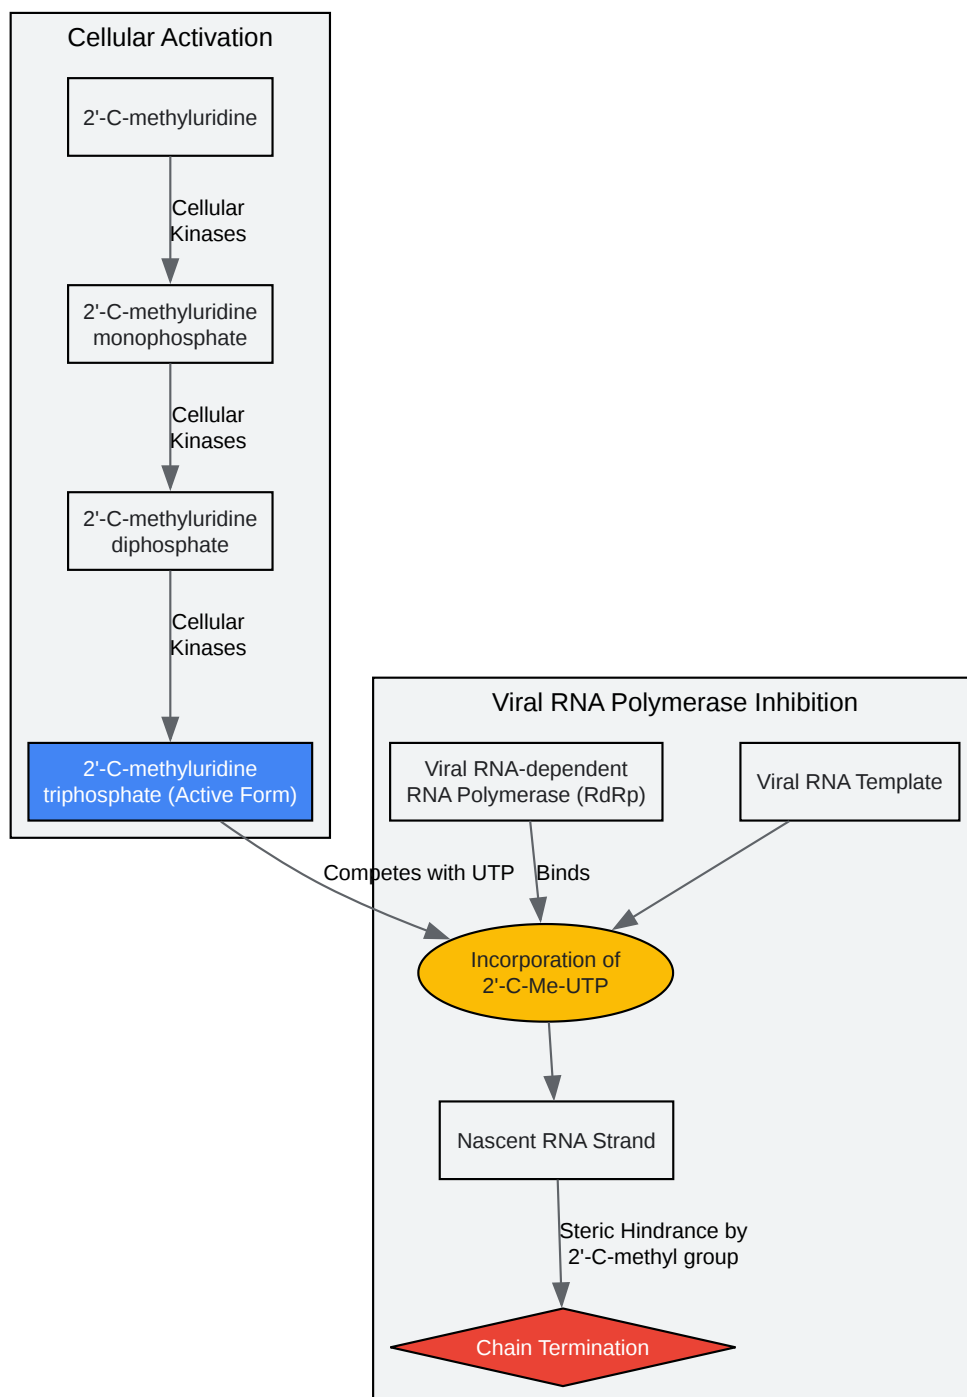 Cellular Activation
2'-C-methyluridine
Cellular
Kinases
2'-C-methyluridine
monophosphate
Cellular
Kinases
2'-C-methyluridine
diphosphate
Cellular
Kinases
2'-C-methyluridine
triphosphate (Active Form)
Viral RNA Polymerase Inhibition
Viral RNA-dependent
RNA Polymerase (RdRp)
Viral RNA Template
Competes with UTP
Binds
Incorporation of
2'-C-Me-UTP
Nascent RNA Strand
Steric Hindrance by
2'-C-methyl group
Chain Termination